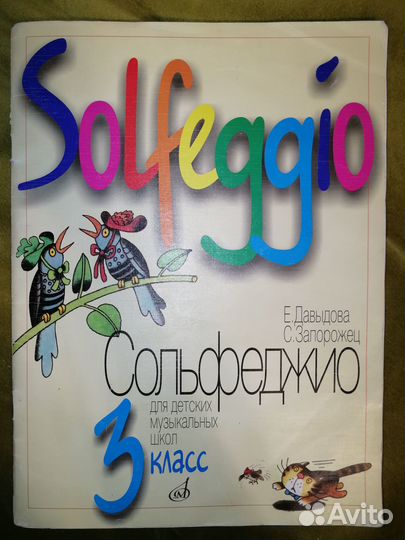 Solfeggio
Е. Давыдова
С. Запорожец
Сольфеджио
для детских
музыкальных
школ
3 класс
Avito